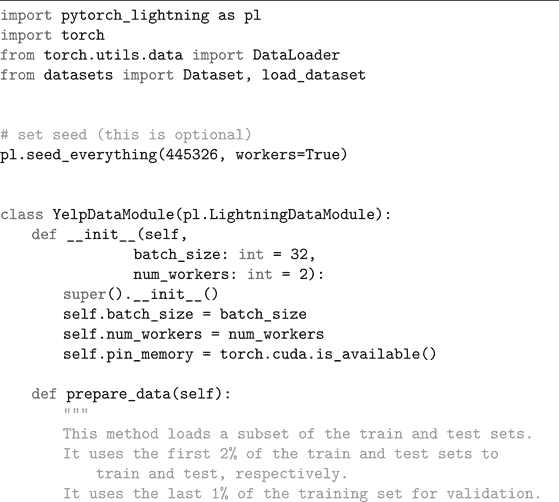 import pytorch_lightning as pl
import torch
from torch.utils.data import DataLoader
from datasets import Dataset, load_dataset
# set seed (this is optional)
pl.seed_everything(445326, workers=True)
class YelpDataModule(pl.LightningDataModule):
    def __init__(self,
                 batch_size: int = 32,
                 num_workers: int = 2):
        super().__init__()
        self.batch_size = batch_size
        self.num_workers = num_workers
        self.pin_memory = torch.cuda.is_available()
    def prepare_data(self):
        """
        This method loads a subset of the train and test sets.
        It uses the first 2% of the train and test sets to
            train and test, respectively.
        It uses the last 1% of the training set for validation.